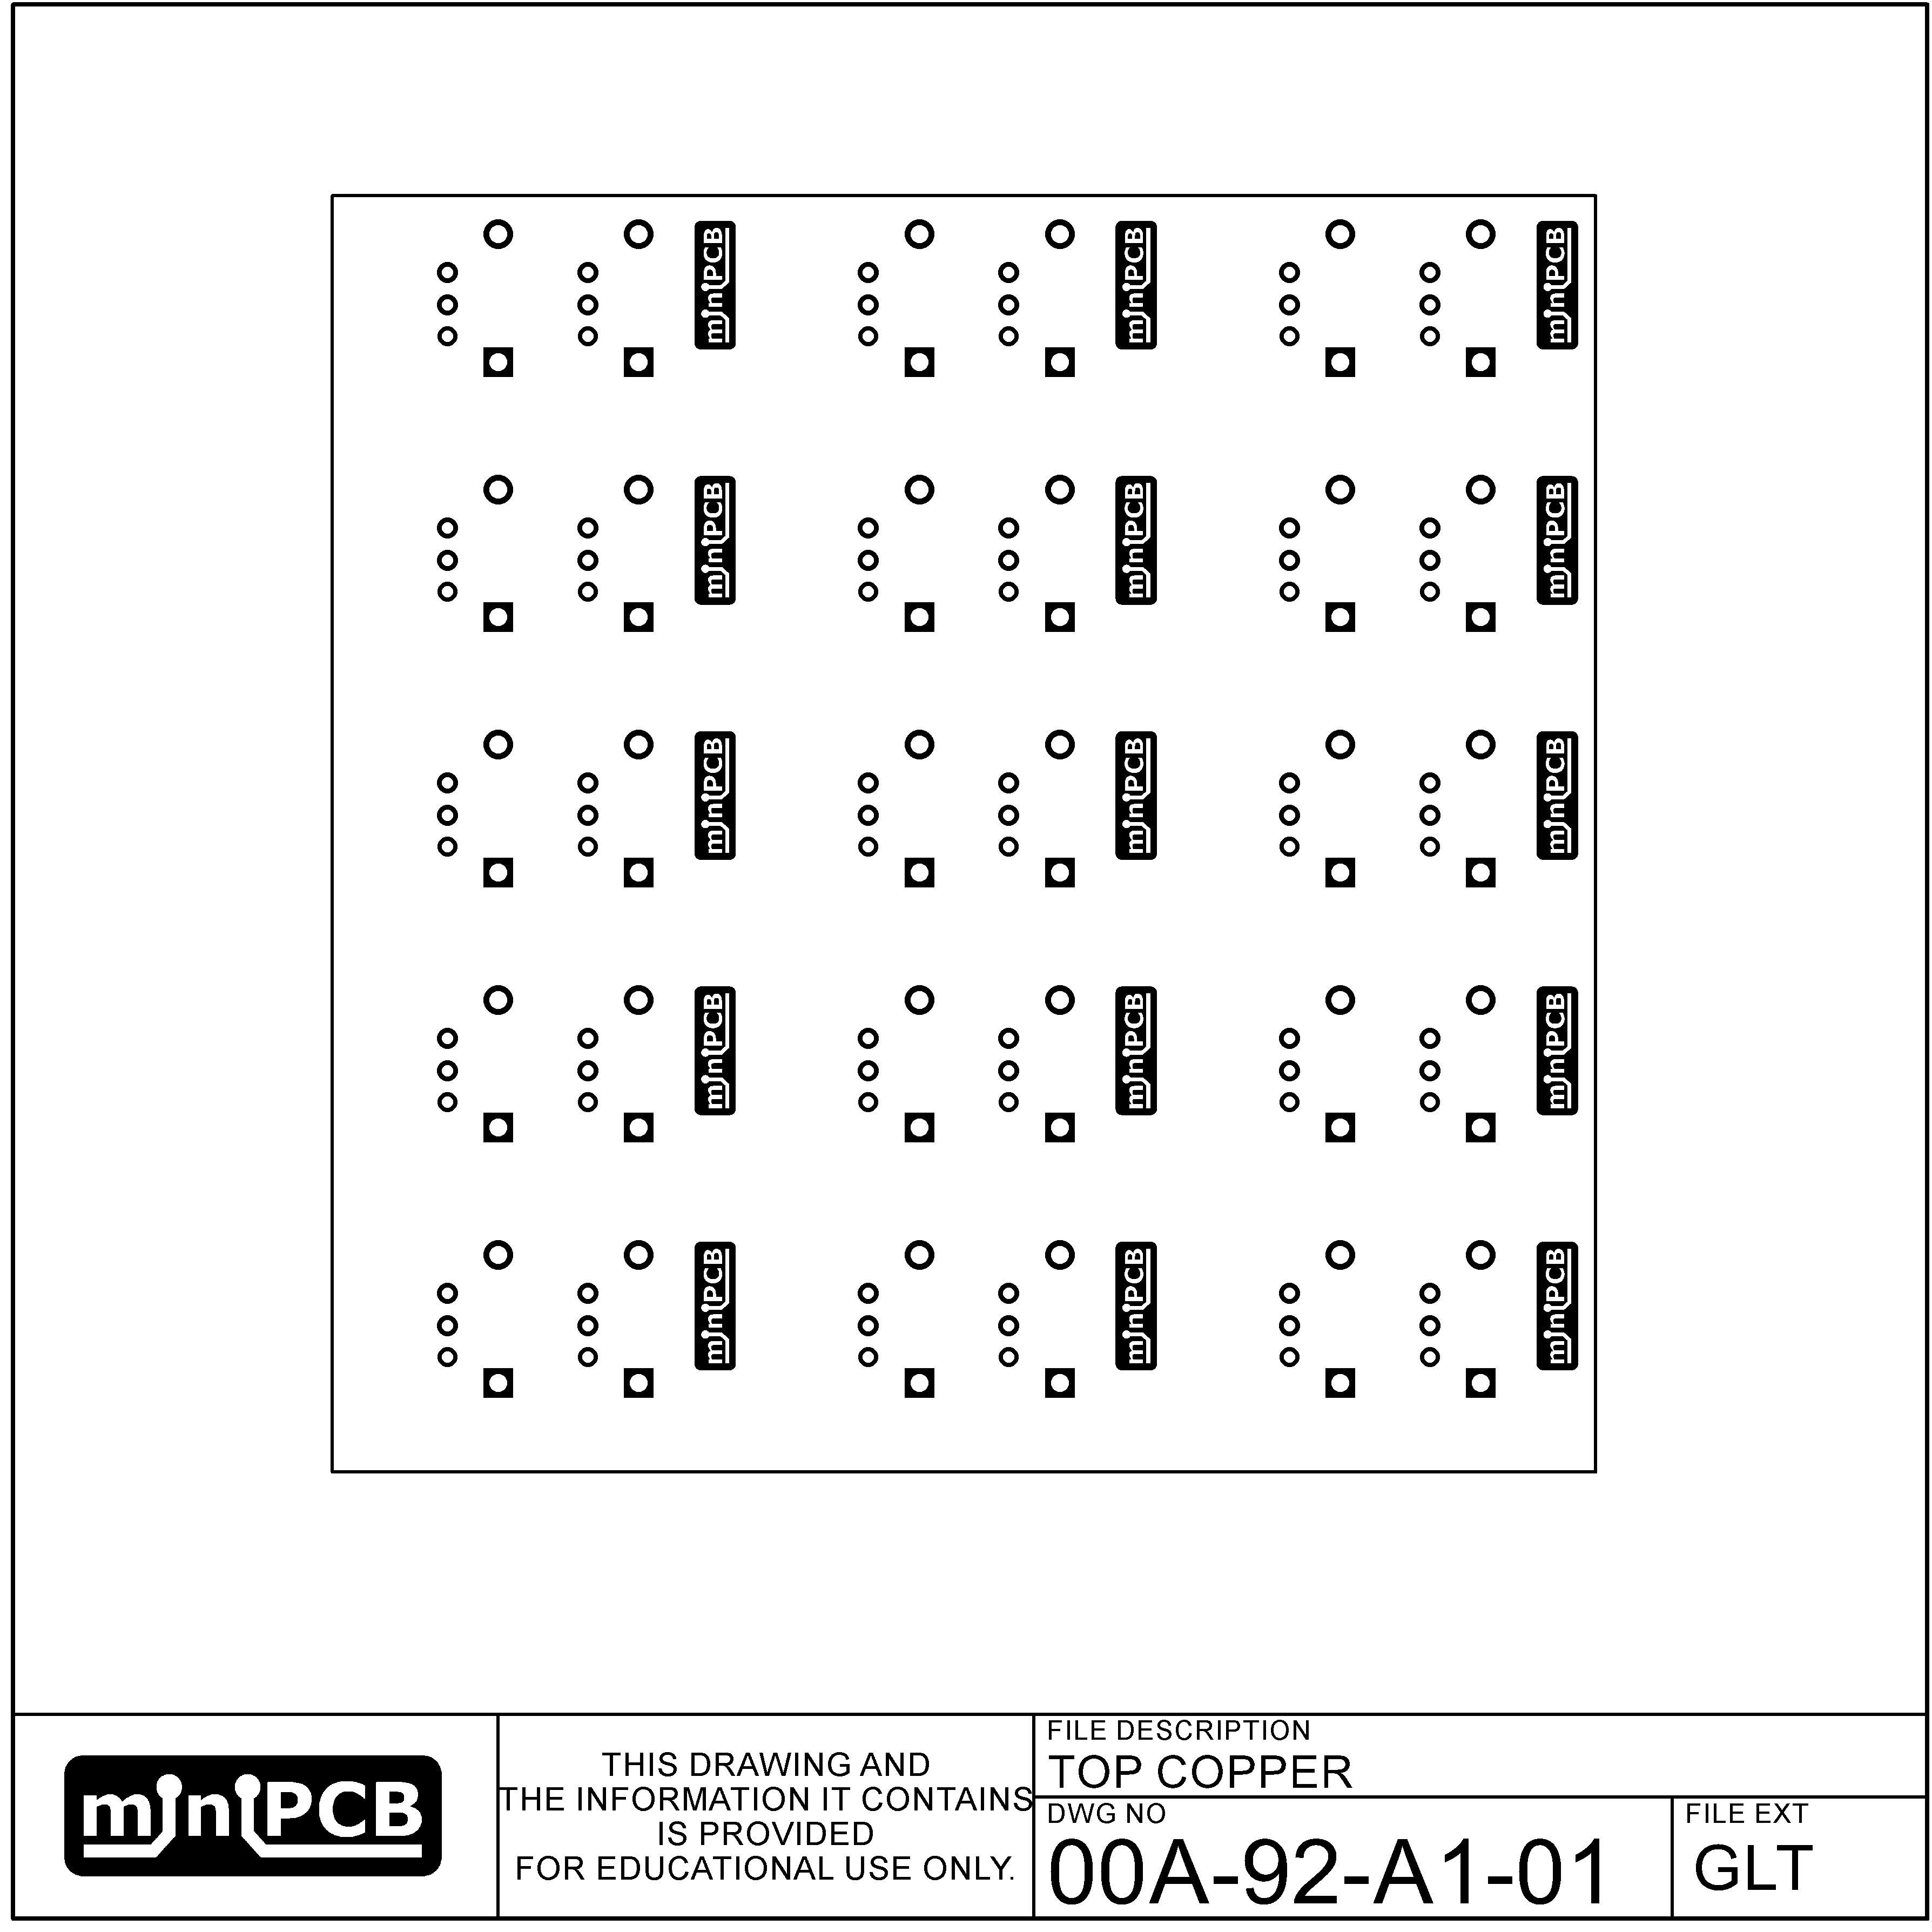 miniPCB miniPCB miniPCB
miniPCB miniPCB miniPCB
miniPCB miniPCB miniPCB
miniPCB miniPCB miniPCB
miniPCB miniPCB miniPCB
miniPCB
THIS DRAWING AND
THE INFORMATION IT CONTAINS
IS PROVIDED
FOR EDUCATIONAL USE ONLY.
FILE DESCRIPTION
TOP COPPER
DWG NO
00A-92-A1-01
FILE EXT
GLT